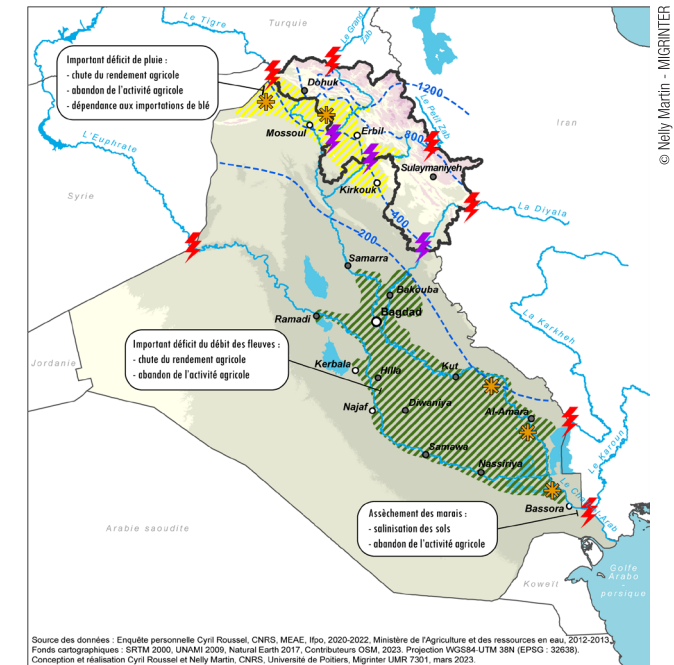 © Nelly Martin - MIGRINTER
Le Tigre
Turquie
Le Grand
Zab
Important déficit de pluie :
- chute du rendement agricole
- abandon de l'activité agricole
- dépendance aux importations de blé
Dohuk
1200
Le Petit Zab
Iran
Mossoul
Erbil
800
L'Euphrate
Sulaymaniyeh
Kirkouk
Syrie
400
La Diyala
200
Samarra
Bakouba
Bagdad
Ramadi
La Karkheh
Important déficit du débit des fleuves :
- chute du rendement agricole
- abandon de l'activité agricole
Jordanie
Kerbala
Hilla
Kut
Najaf
Diwaniya
Al-Amara
Samawa
Le Karoun
Nassiriya
Le Chatt al-Arab
Bassora
Assèchement des marais :
- salinisation des sols
- abandon de l'activité agricole
Arabie saoudite
Koweït
Golfe
Arabo -
persique
Source des données : Enquête personnelle Cyril Roussel, CNRS, MEAE, Ifpo, 2020-2022, Ministère de l'Agriculture et des ressources en eau, 2012-2013,
Fonds cartographiques : SRTM 2000, UNAMI 2009, Natural Earth 2017, Contributeurs OSM, 2023. Projection WGS84-UTM 38N (EPSG : 32638).
Conception et réalisation Cyril Roussel et Nelly Martin, CNRS, Université de Poitiers, Migrinter UMR 7301, mars 2023.